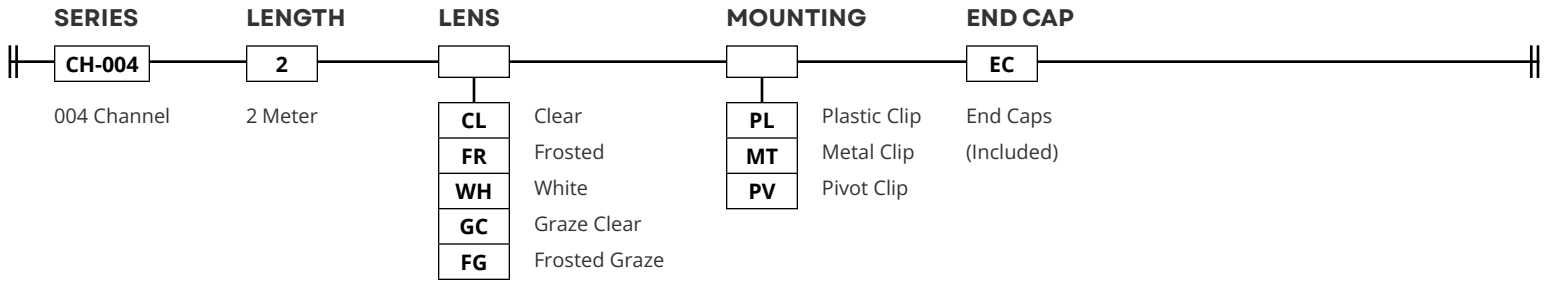 SERIES LENGTH LENS MOUNTING END CAP
CH-004 2 EC
004 Channel 2 Meter CL Clear PL Plastic Clip End Caps
FR Frosted MT Metal Clip (Included)
WH White PV Pivot Clip
GC Graze Clear
FG Frosted Graze